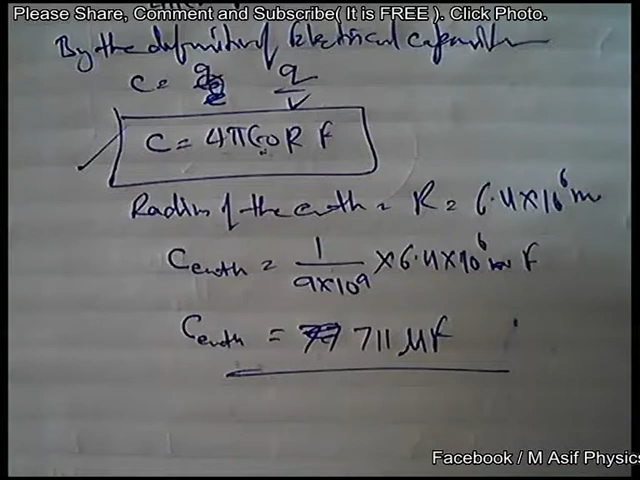 Please Share, Comment and Subscribe( It is FREE ). Click Photo.
By the definition of Electrical capacitor
C = q/V
C = 4πε0R F
Radius of the earth = R = 6.4×10⁶ m
Cearth = 1/(9×10⁹) ×6.4×10⁶ F
Cearth = 711 μF
Facebook / M Asif Physics